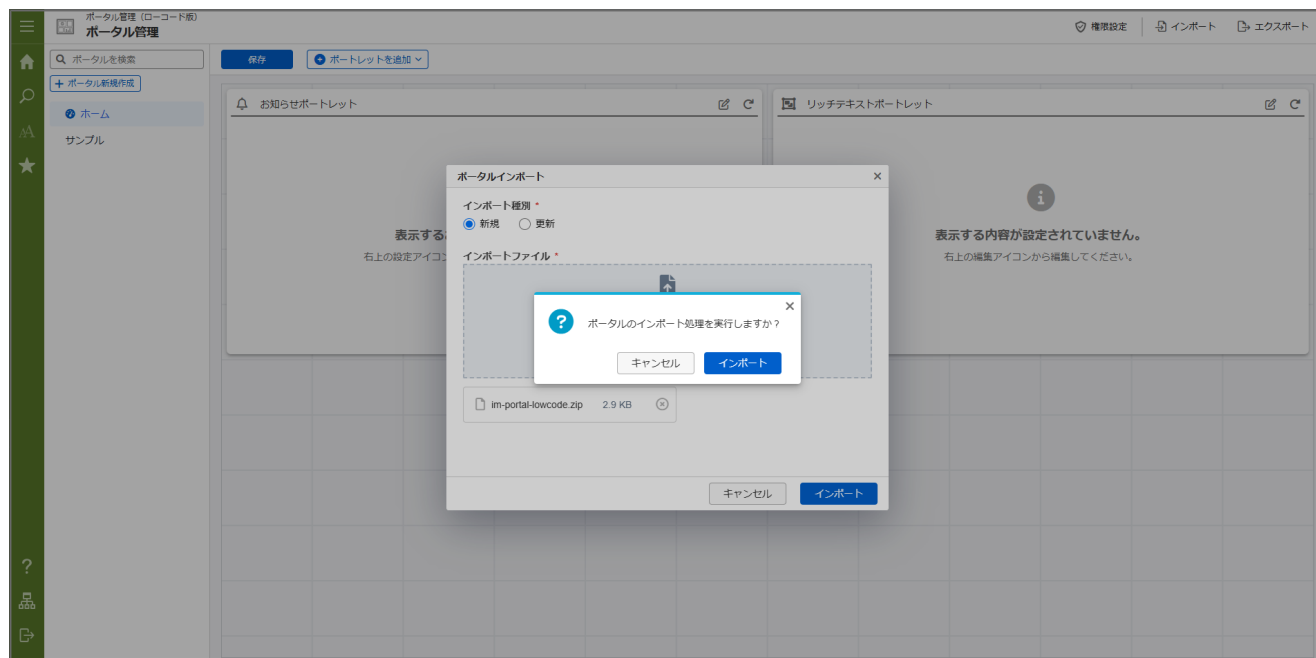 ポータル管理（ローコード版）
ポータル管理
権限設定
インポート
エクスポート
ポータルを検索
保存
ポートレットを追加
ポータル新規作成
ホーム
サンプル
お知らせポートレット
リッチテキストポートレット
表示する
右上の設定アイコ
表示する内容が設定されていません。
右上の編集アイコンから編集してください。
ポータルインポート
インポート種別 *
新規
更新
インポートファイル *
ポータルのインポート処理を実行しますか？
キャンセル
インポート
im-portal-lowcode.zip 2.9 KB
キャンセル
インポート